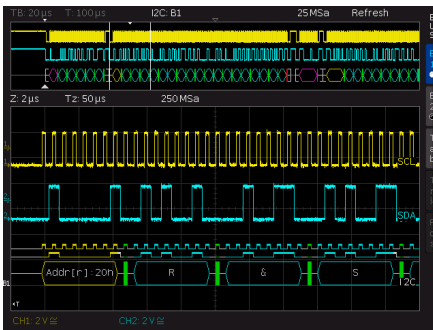 TB: 20 µs T: 100 µs I2C: B1 25 MSa Refresh
Z: 2 µs Tz: 50 µs 250 MSa
SCL
SDA
Addr[r]: 20h R & S
I2C
B1
T
CH1: 2 V CH2: 2 V